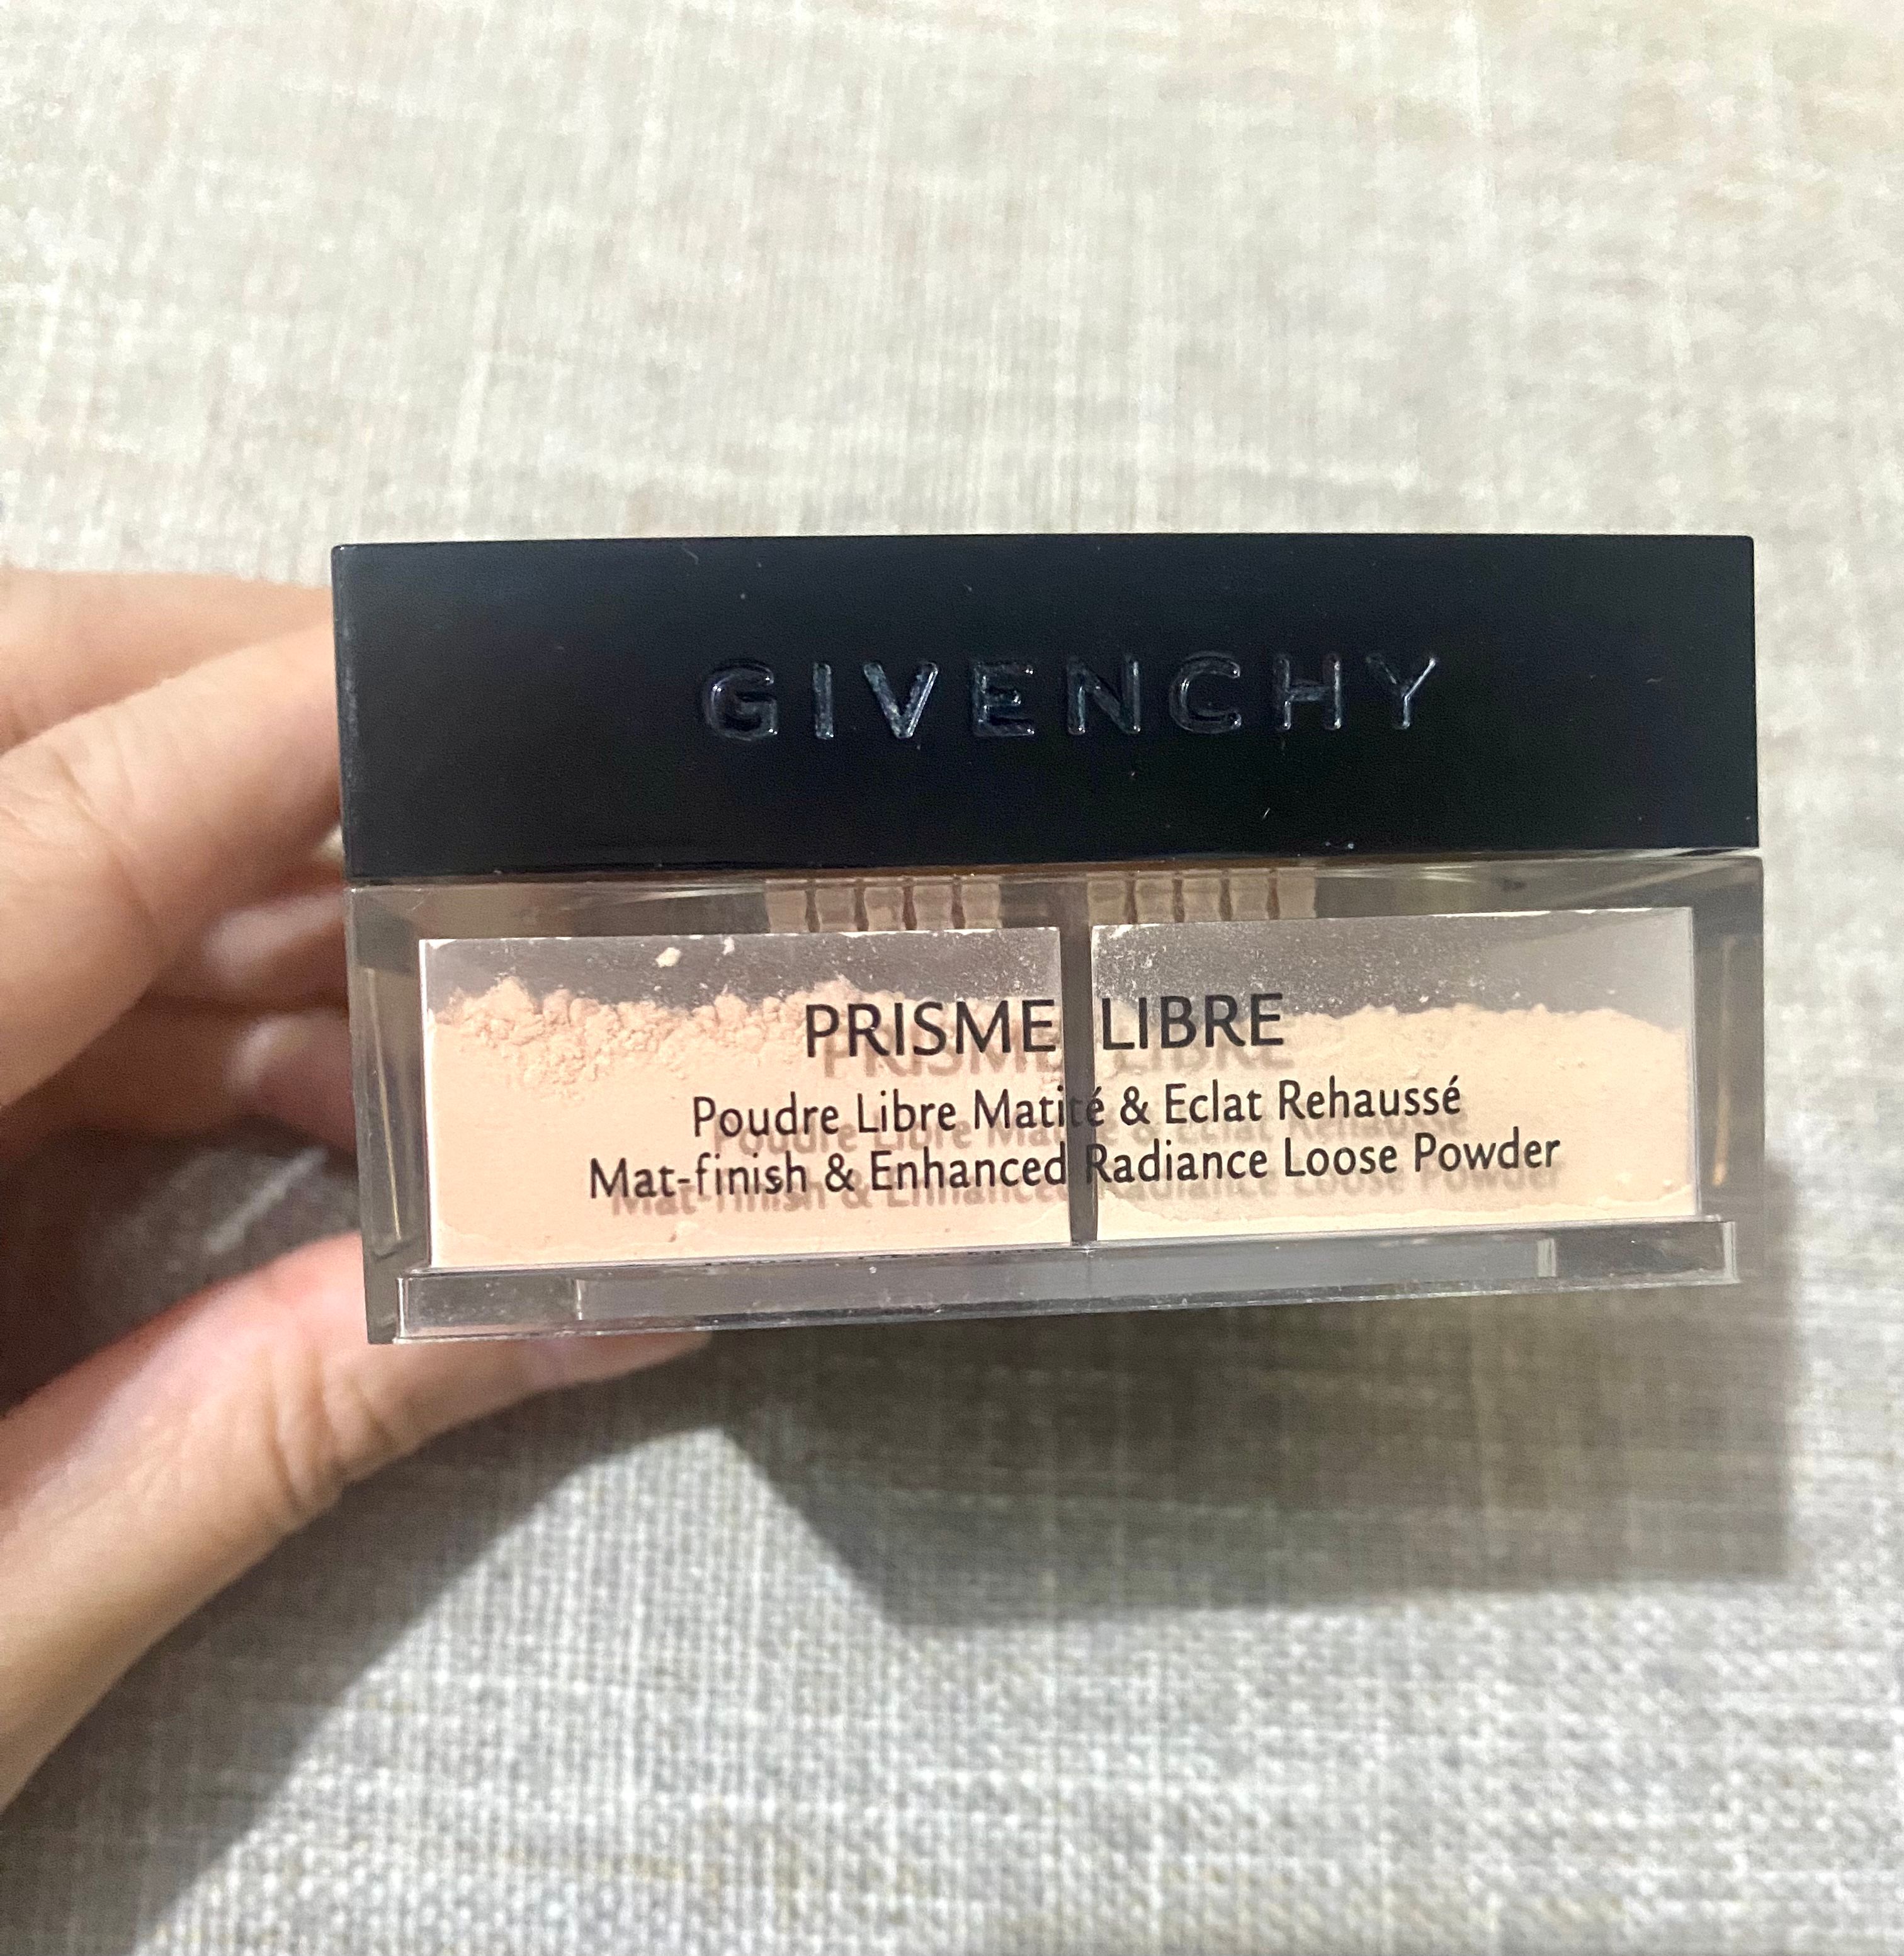 GIVENCHY
PRISME LIBRE
Poudre Libre Matité & Eclat Rehaussé
Mat-finish & Enhanced Radiance Loose Powder